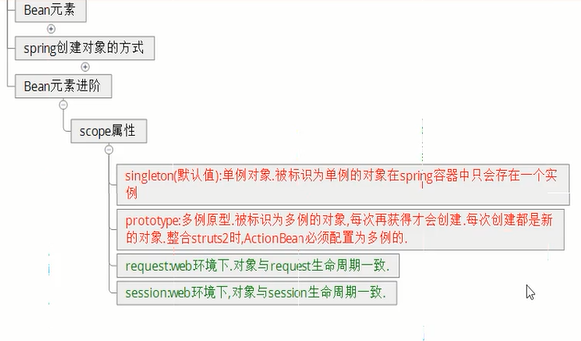 Bean元素
spring创建对象的方式
Bean元素进阶
scope属性
singleton(默认值):单例对象.被标识为单例的对象在spring容器中只会存在一个实
例
prototype:多例原型.被标识为多例的对象,每次再获得才会创建.每次创建都是新
的对象.整合struts2时,ActionBean必须配置为多例的.
request:web环境下.对象与request生命周期一致.
session:web环境下,对象与session生命周期一致.